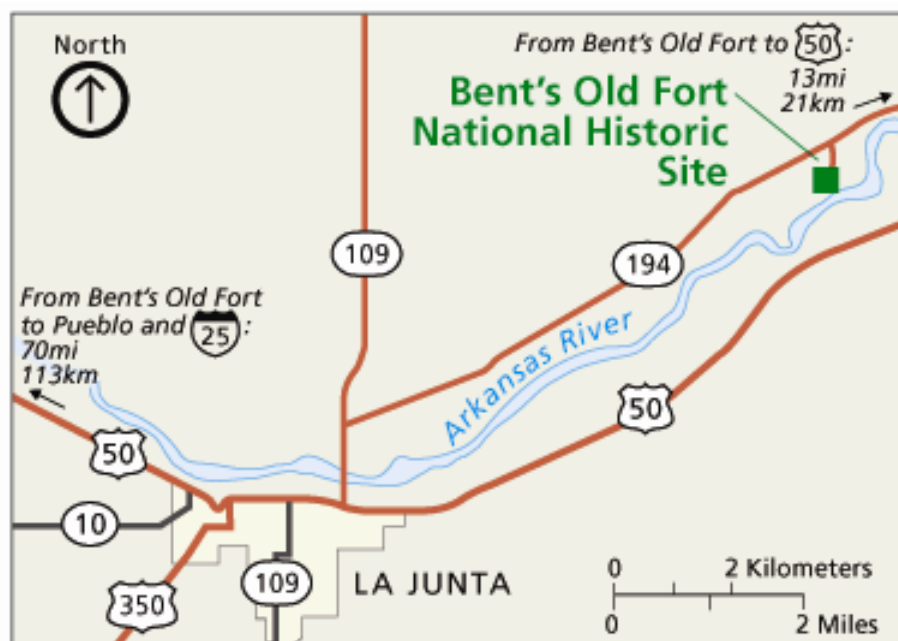 North
From Bent's Old Fort to 50 :
13mi
21km
Bent's Old Fort
National Historic
Site
109
194
From Bent's Old Fort
to Pueblo and 25 :
70mi
113km
Arkansas River
50
50
10
109
LA JUNTA
350
0 2 Kilometers
0 2 Miles